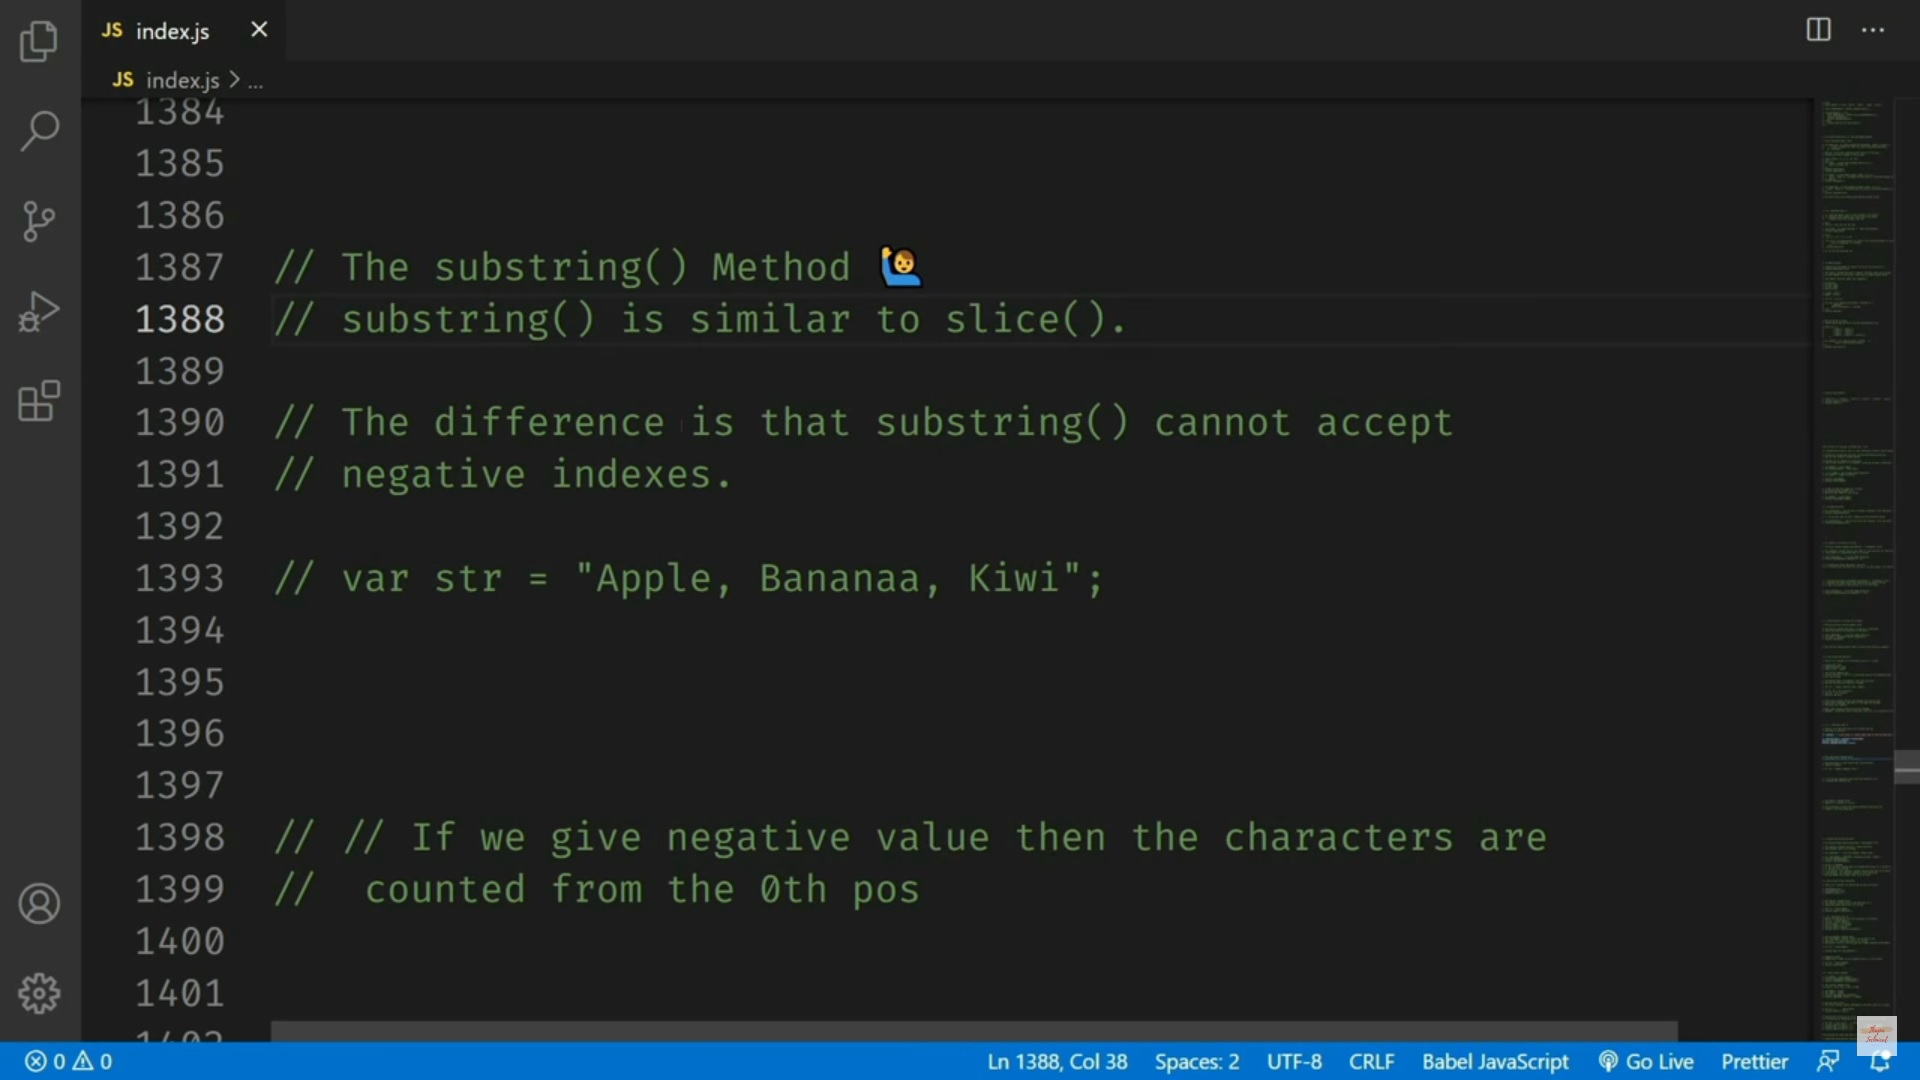 JS index.js
JS index.js > ...
1384
1385
1386
1387 // The substring() Method 🙋‍♂️
1388 // substring() is similar to slice().
1389
1390 // The difference is that substring() cannot accept
1391 // negative indexes.
1392
1393 // var str = "Apple, Bananaa, Kiwi";
1394
1395
1396
1397
1398 // // If we give negative value then the characters are
1399 //  counted from the 0th pos
1400
1401
1402
0 0 Ln 1388, Col 38 Spaces: 2 UTF-8 CRLF Babel JavaScript Go Live Prettier